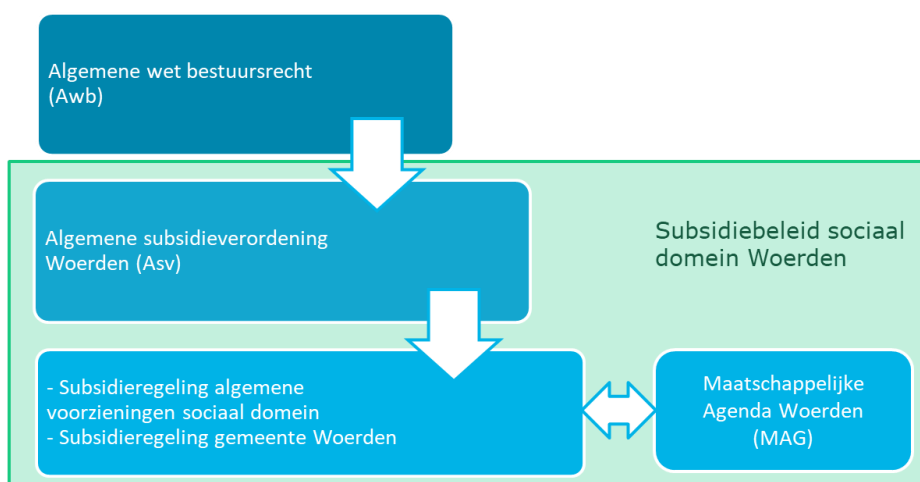 Algemene wet bestuursrecht
(Awb)
Algemene subsidieverordening
Woerden (Asv)
Subsidiebeleid sociaal
domein Woerden
- Subsidieregeling algemene
voorzieningen sociaal domein
- Subsidieregeling gemeente Woerden
Maatschappelijke
Agenda Woerden
(MAG)